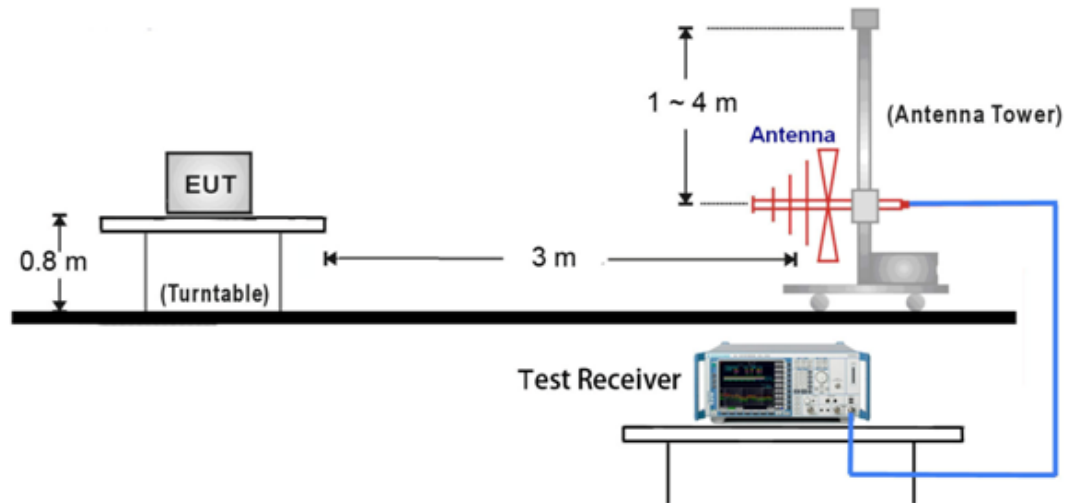 1 ~ 4 m
(Antenna Tower)
Antenna
EUT
0.8 m
3 m
(Turntable)
Test Receiver